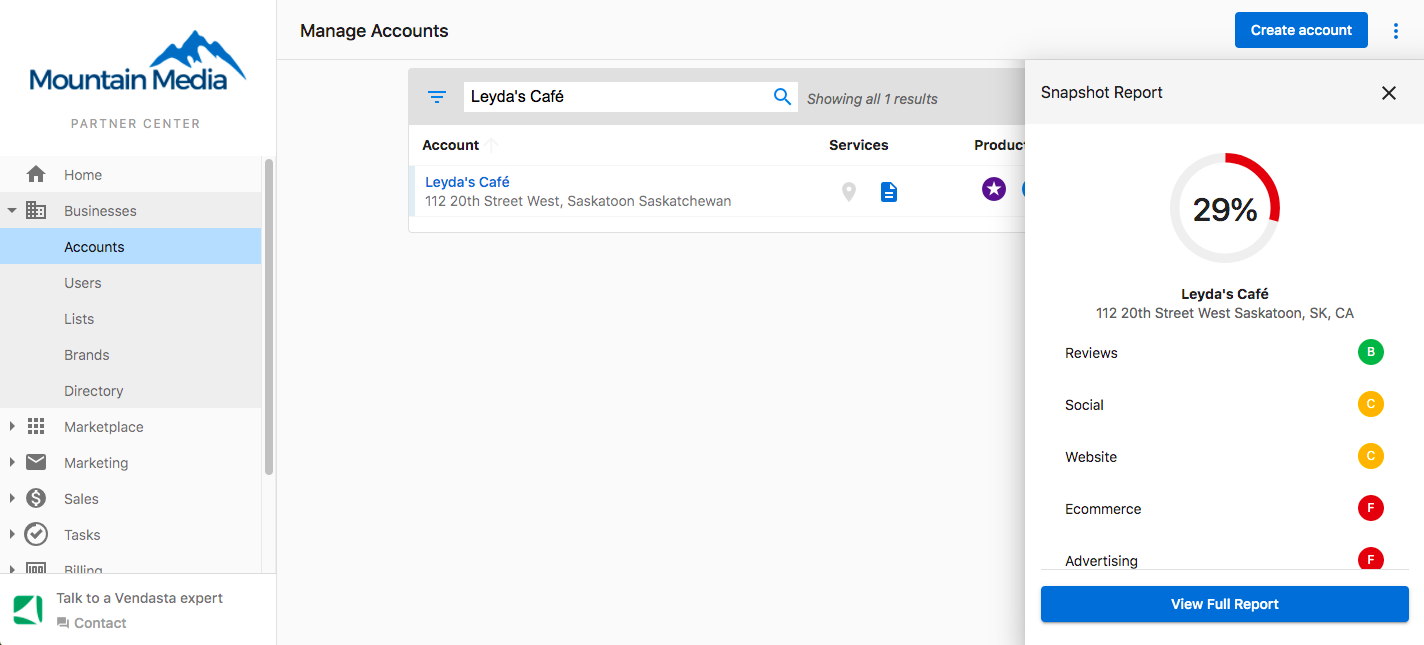 Mountain Media
PARTNER CENTER
Home
Businesses
Accounts
Users
Lists
Brands
Directory
Marketplace
Marketing
Sales
Tasks
Billing
Talk to a Vendasta expert
Contact
Manage Accounts
Create account
Leyda's Café
Showing all 1 results
Account Services Product
Leyda's Café
112 20th Street West, Saskatoon Saskatchewan
Snapshot Report
29%
Leyda's Café
112 20th Street West Saskatoon, SK, CA
Reviews B
Social C
Website C
Ecommerce F
Advertising F
View Full Report